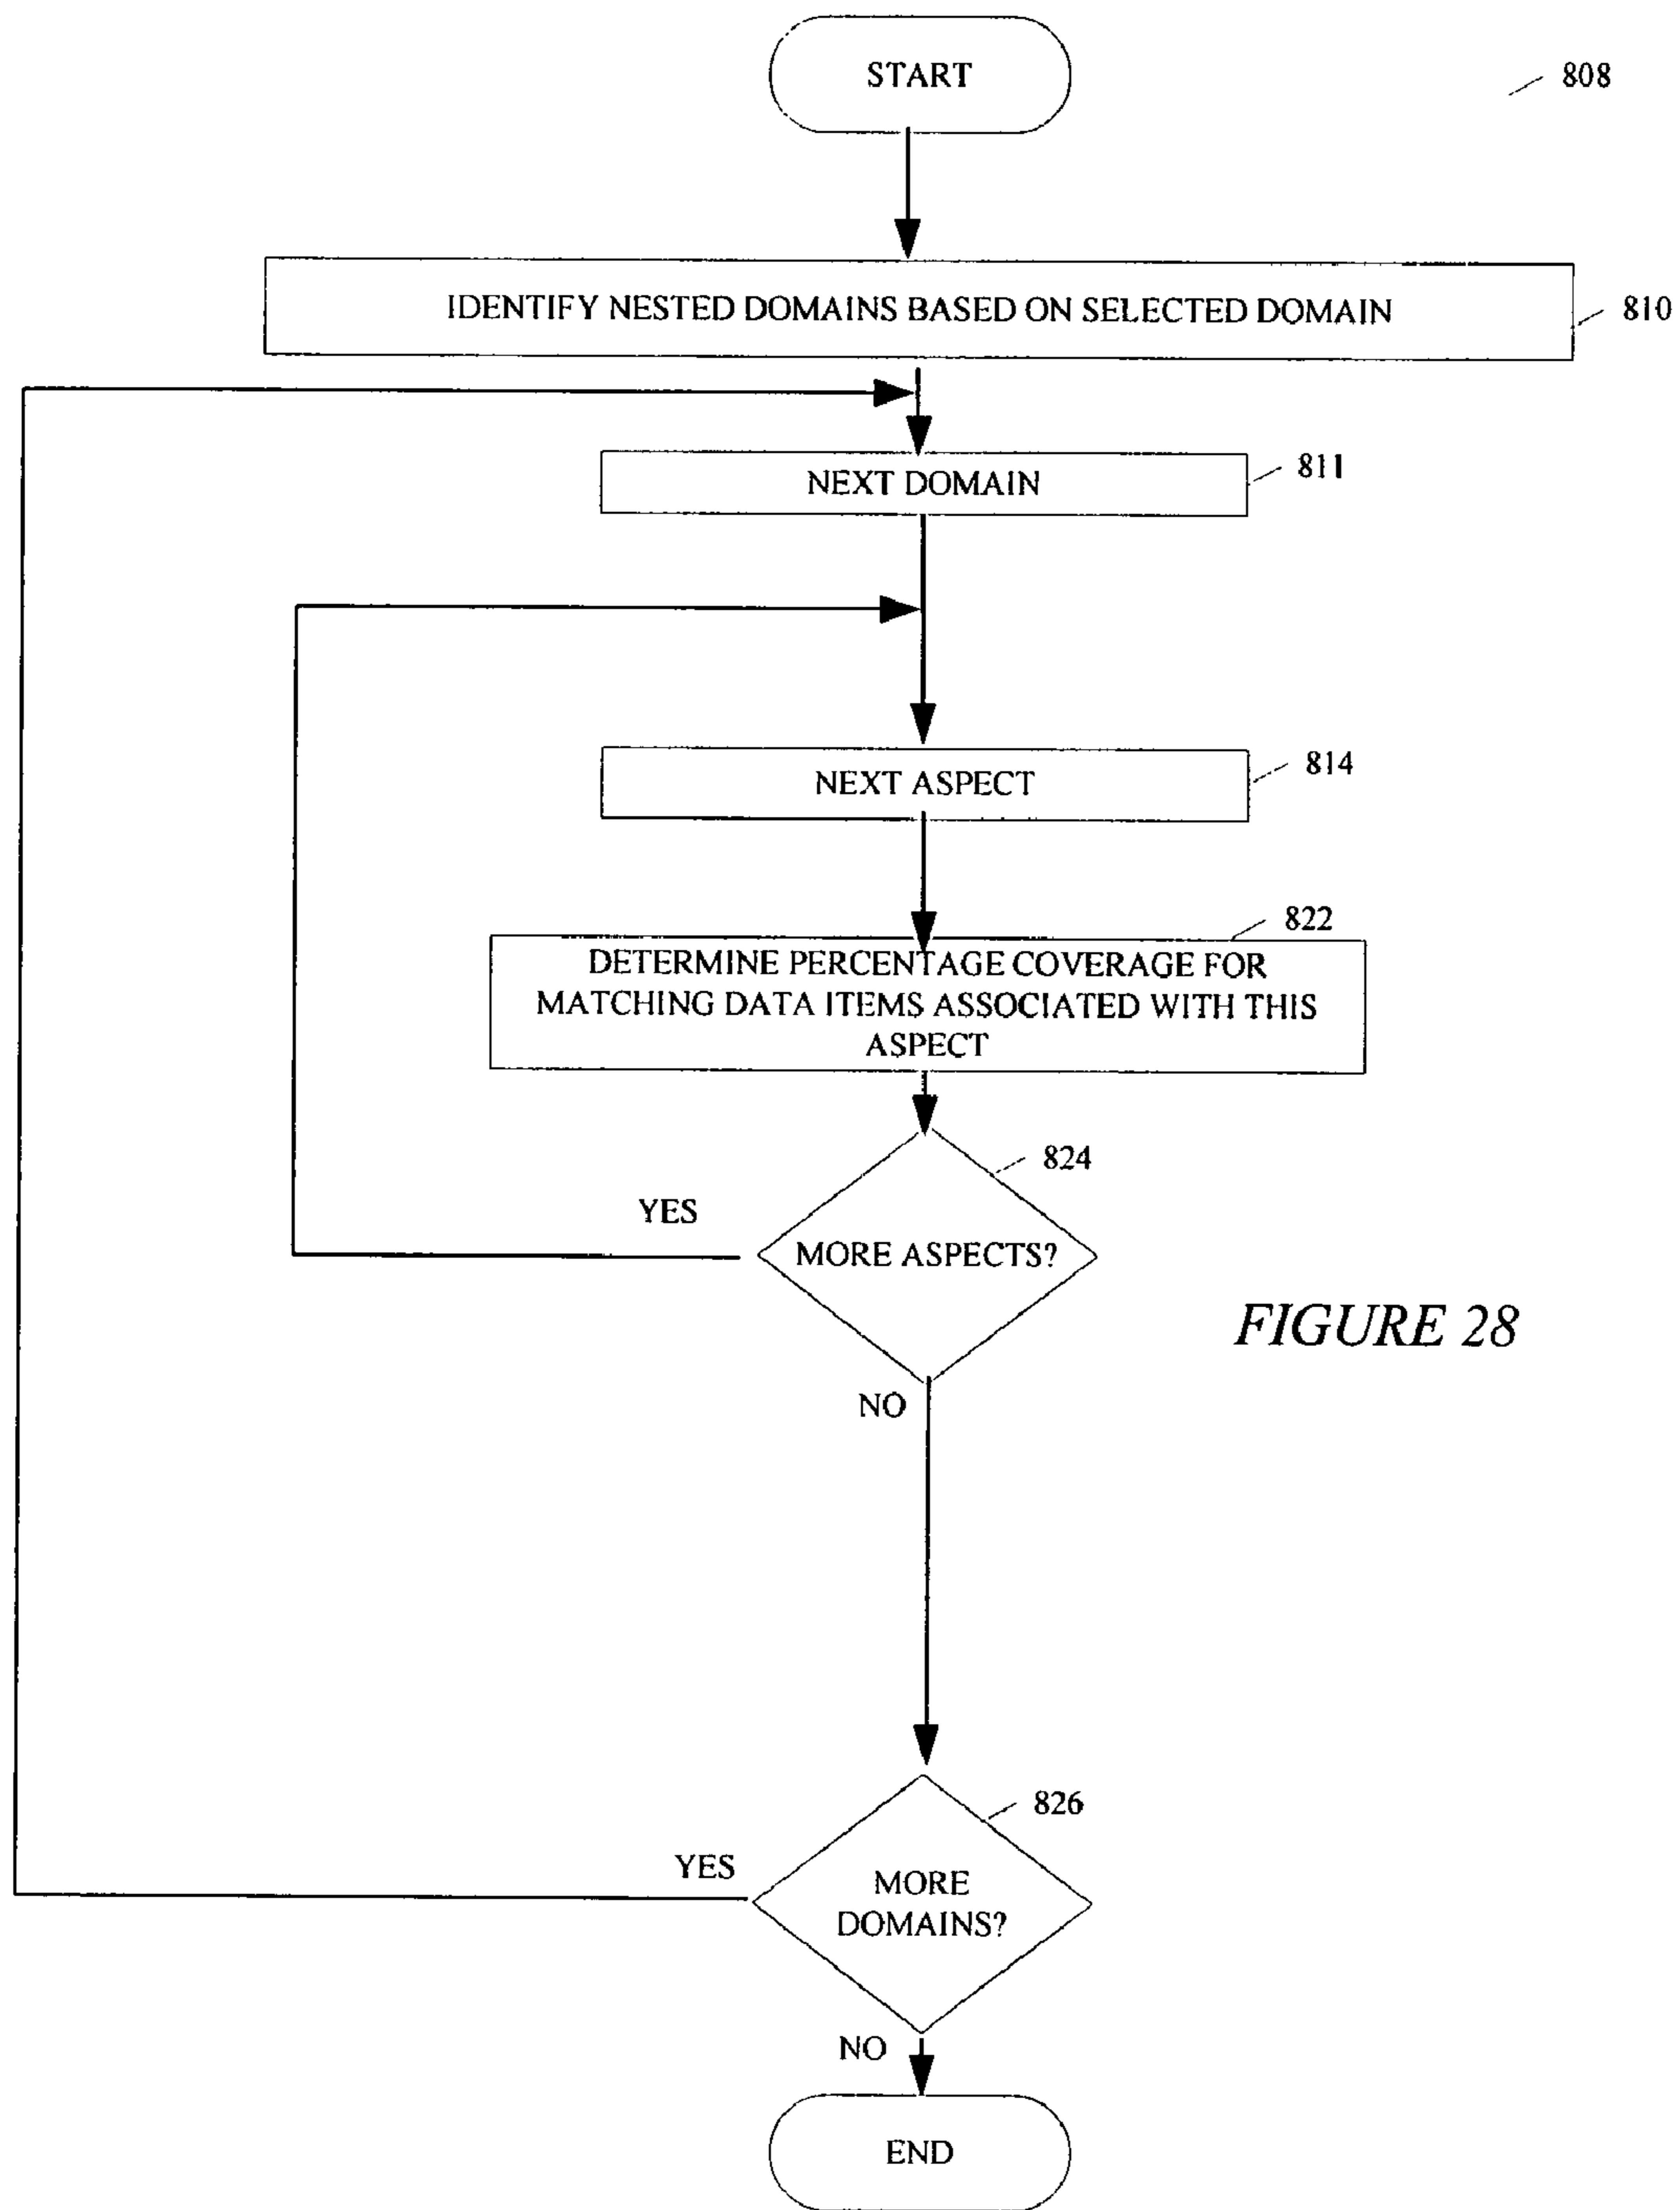 START
808
IDENTIFY NESTED DOMAINS BASED ON SELECTED DOMAIN
810
NEXT DOMAIN
811
NEXT ASPECT
814
822
DETERMINE PERCENTAGE COVERAGE FOR
MATCHING DATA ITEMS ASSOCIATED WITH THIS
ASPECT
824
YES
MORE ASPECTS?
FIGURE 28
NO
826
YES
MORE
DOMAINS?
NO
END